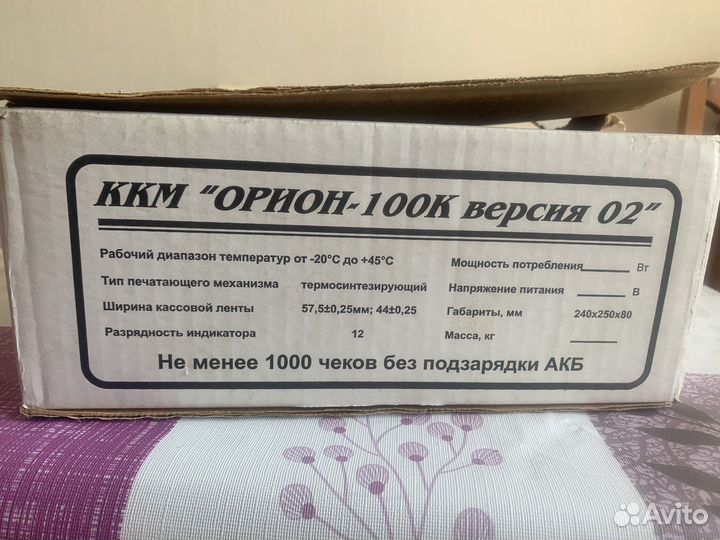 ККМ "ОРИОН-100К версия 02"
Рабочий диапазон температур от -20°С до +45°С
Тип печатающего механизма термосинтезирующий
Ширина кассовой ленты 57,5±0,25мм; 44±0,25
Разрядность индикатора 12
Мощность потребления Вт
Напряжение питания В
Габариты, мм 240х250х80
Масса, кг
Не менее 1000 чеков без подзарядки АКБ
Avito